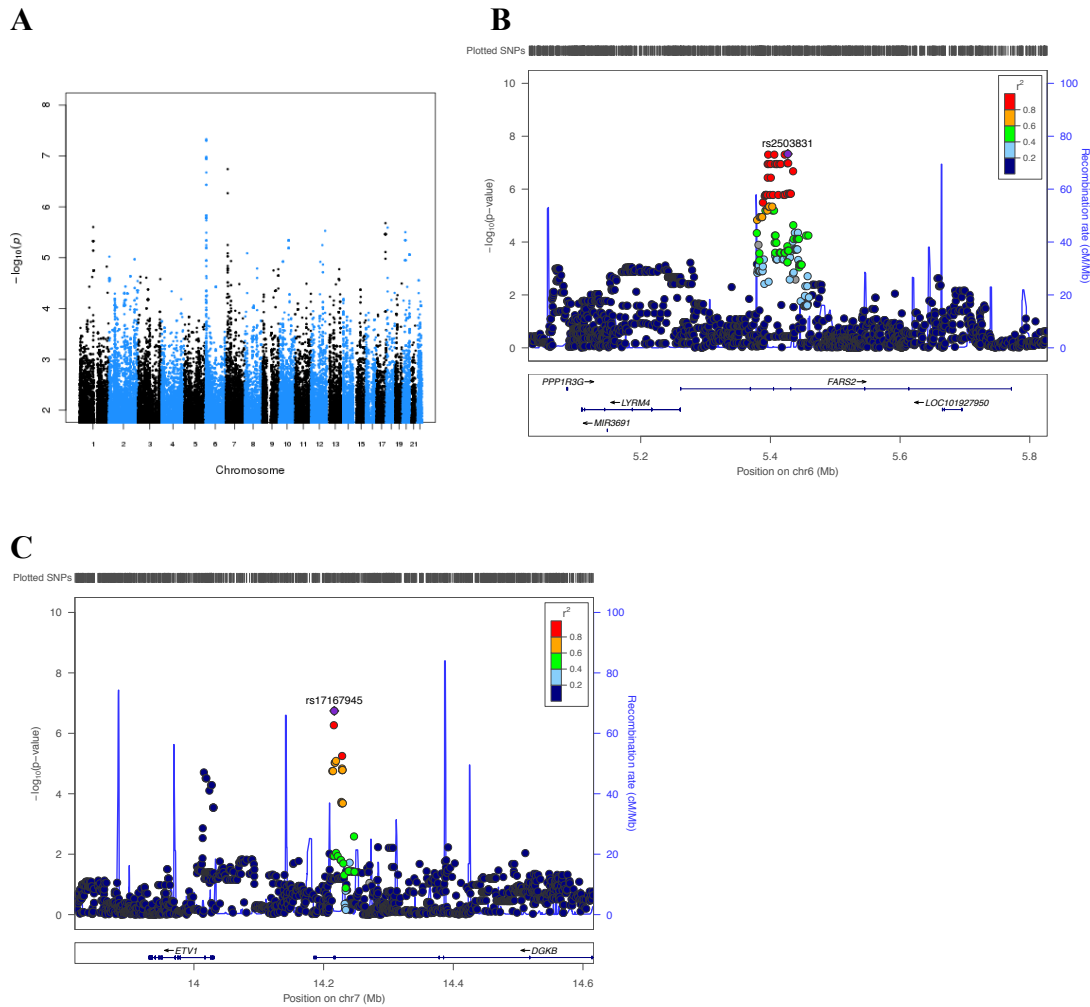 A
8
7
6
5
4
3
2
−log10(p)
1 2 3 4 5 6 7 8 9 10 11 12 13 15 17 19 21
Chromosome
B
Plotted SNPs
10
8
6
4
2
0
−log10(p−value)
rs2503831
r2
0.8
0.6
0.4
0.2
100
80
60
40
20
0
Recombination rate (cM/Mb)
PPP1R3G
FARS2
LYRM4
LOC101927950
MIR3691
5.2 5.4 5.6 5.8
Position on chr6 (Mb)
C
Plotted SNPs
10
8
6
4
2
0
−log10(p−value)
rs17167945
r2
0.8
0.6
0.4
0.2
100
80
60
40
20
0
Recombination rate (cM/Mb)
ETV1
DGKB
14 14.2 14.4 14.6
Position on chr7 (Mb)